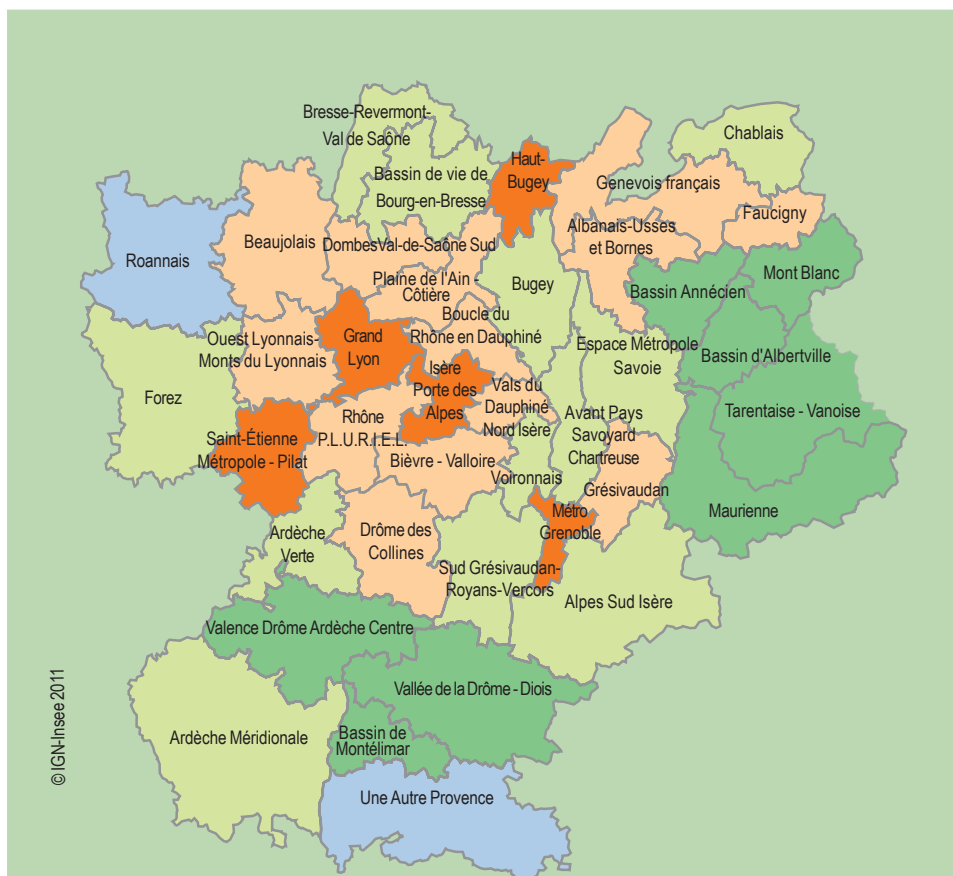 Bresse-Revermont-
Val de Saône
Bassin de vie de
Bourg-en-Bresse
Haut-
Bugey
Chablais
Genevois français
Faucigny
Albanais-Usses
et Bornes
Roannais
Beaujolais
Dombes Val-de-Saône Sud
Plaine de l'Ain -
Côtière
Bugey
Bassin Annécien
Mont Blanc
Boucle du
Rhône en Dauphiné
Ouest Lyonnais-
Monts du Lyonnais
Grand
Lyon
Espace Métropole
Savoie
Bassin d'Albertville
Isère
Porte des
Alpes
Vals du
Dauphiné
Nord Isère
Forez
Avant Pays
Savoyard
Chartreuse
Tarentaise - Vanoise
Saint-Étienne
Métropole - Pilat
Rhône
P.L.U.R.I.E.L.
Bièvre - Valloire
Voironnais
Grésivaudan
Maurienne
Métro
Grenoble
Ardèche
Verte
Drôme des
Collines
Sud Grésivaudan-
Royans-Vercors
Alpes Sud Isère
Valence Drôme Ardèche Centre
Vallée de la Drôme - Diois
Ardèche Méridionale
Bassin de
Montélimar
Une Autre Provence
© IGN-Insee 2011